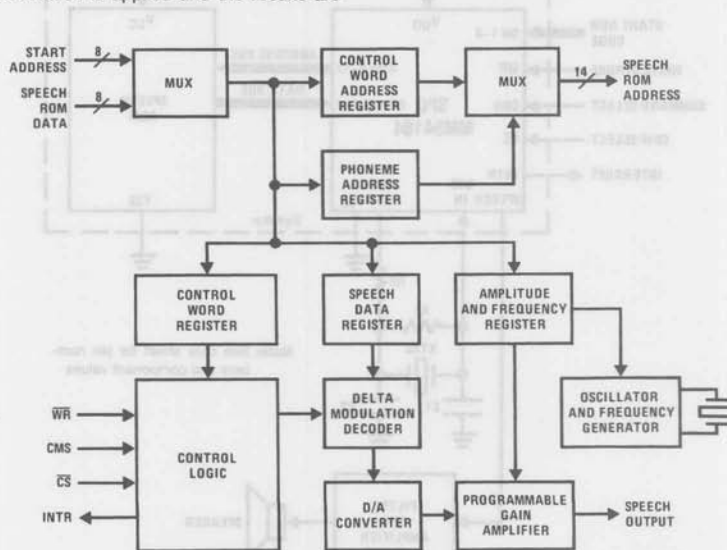 START
ADDRESS
8
SPEECH
ROM
DATA
8
MUX
CONTROL
WORD
ADDRESS
REGISTER
MUX
14
SPEECH
ROM
ADDRESS
PHONEME
ADDRESS
REGISTER
CONTROL
WORD
REGISTER
SPEECH
DATA
REGISTER
AMPLITUDE
AND FREQUENCY
REGISTER
OSCILLATOR
AND FREQUENCY
GENERATOR
WR
CMS
CS
INTR
CONTROL
LOGIC
DELTA
MODULATION
DECODER
D/A
CONVERTER
PROGRAMMABLE
GAIN
AMPLIFIER
SPEECH
OUTPUT